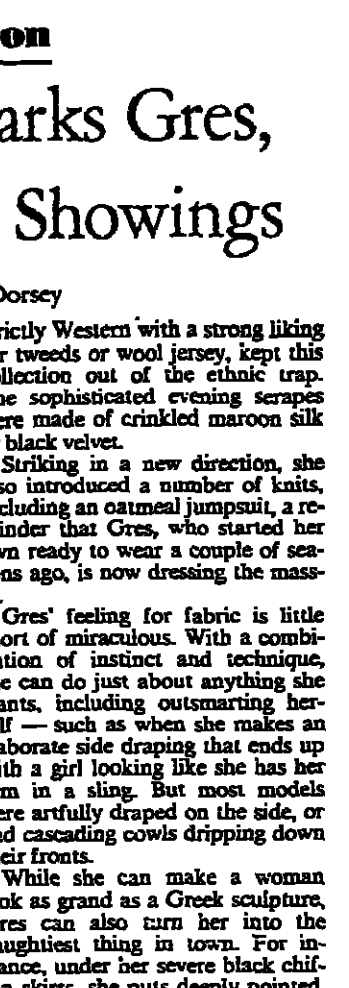 on
arks Gres,
Showings
Dorsey
rictly Western with a strong liking
r tweeds or wool jersey, kept this
llection out of the ethnic trap.
ne sophisticated evening serapes
ere made of crinkled maroon silk
black velvet.
Striking in a new direction, she
so introduced a number of knits,
cluding an oatmeal jumpsuit, a re-
inder that Gres, who started her
wn ready to wear a couple of sea-
ns ago, is now dressing the mass-
Gres' feeling for fabric is little
ort of miraculous. With a combi-
ation of instinct and technique,
e can do just about anything she
ants, including outsmarting her-
lf — such as when she makes an
aborate side draping that ends up
ith a girl looking like she has her
m in a sling. But most models
ere artfully draped on the side, or
ad cascading cowls dripping down
eir fronts.
While she can make a woman
ok as grand as a Greek sculpture,
res can also turn her into the
aughtiest thing in town. For in-
ance, under her severe black chif-
skirts, she puts deeply pointed